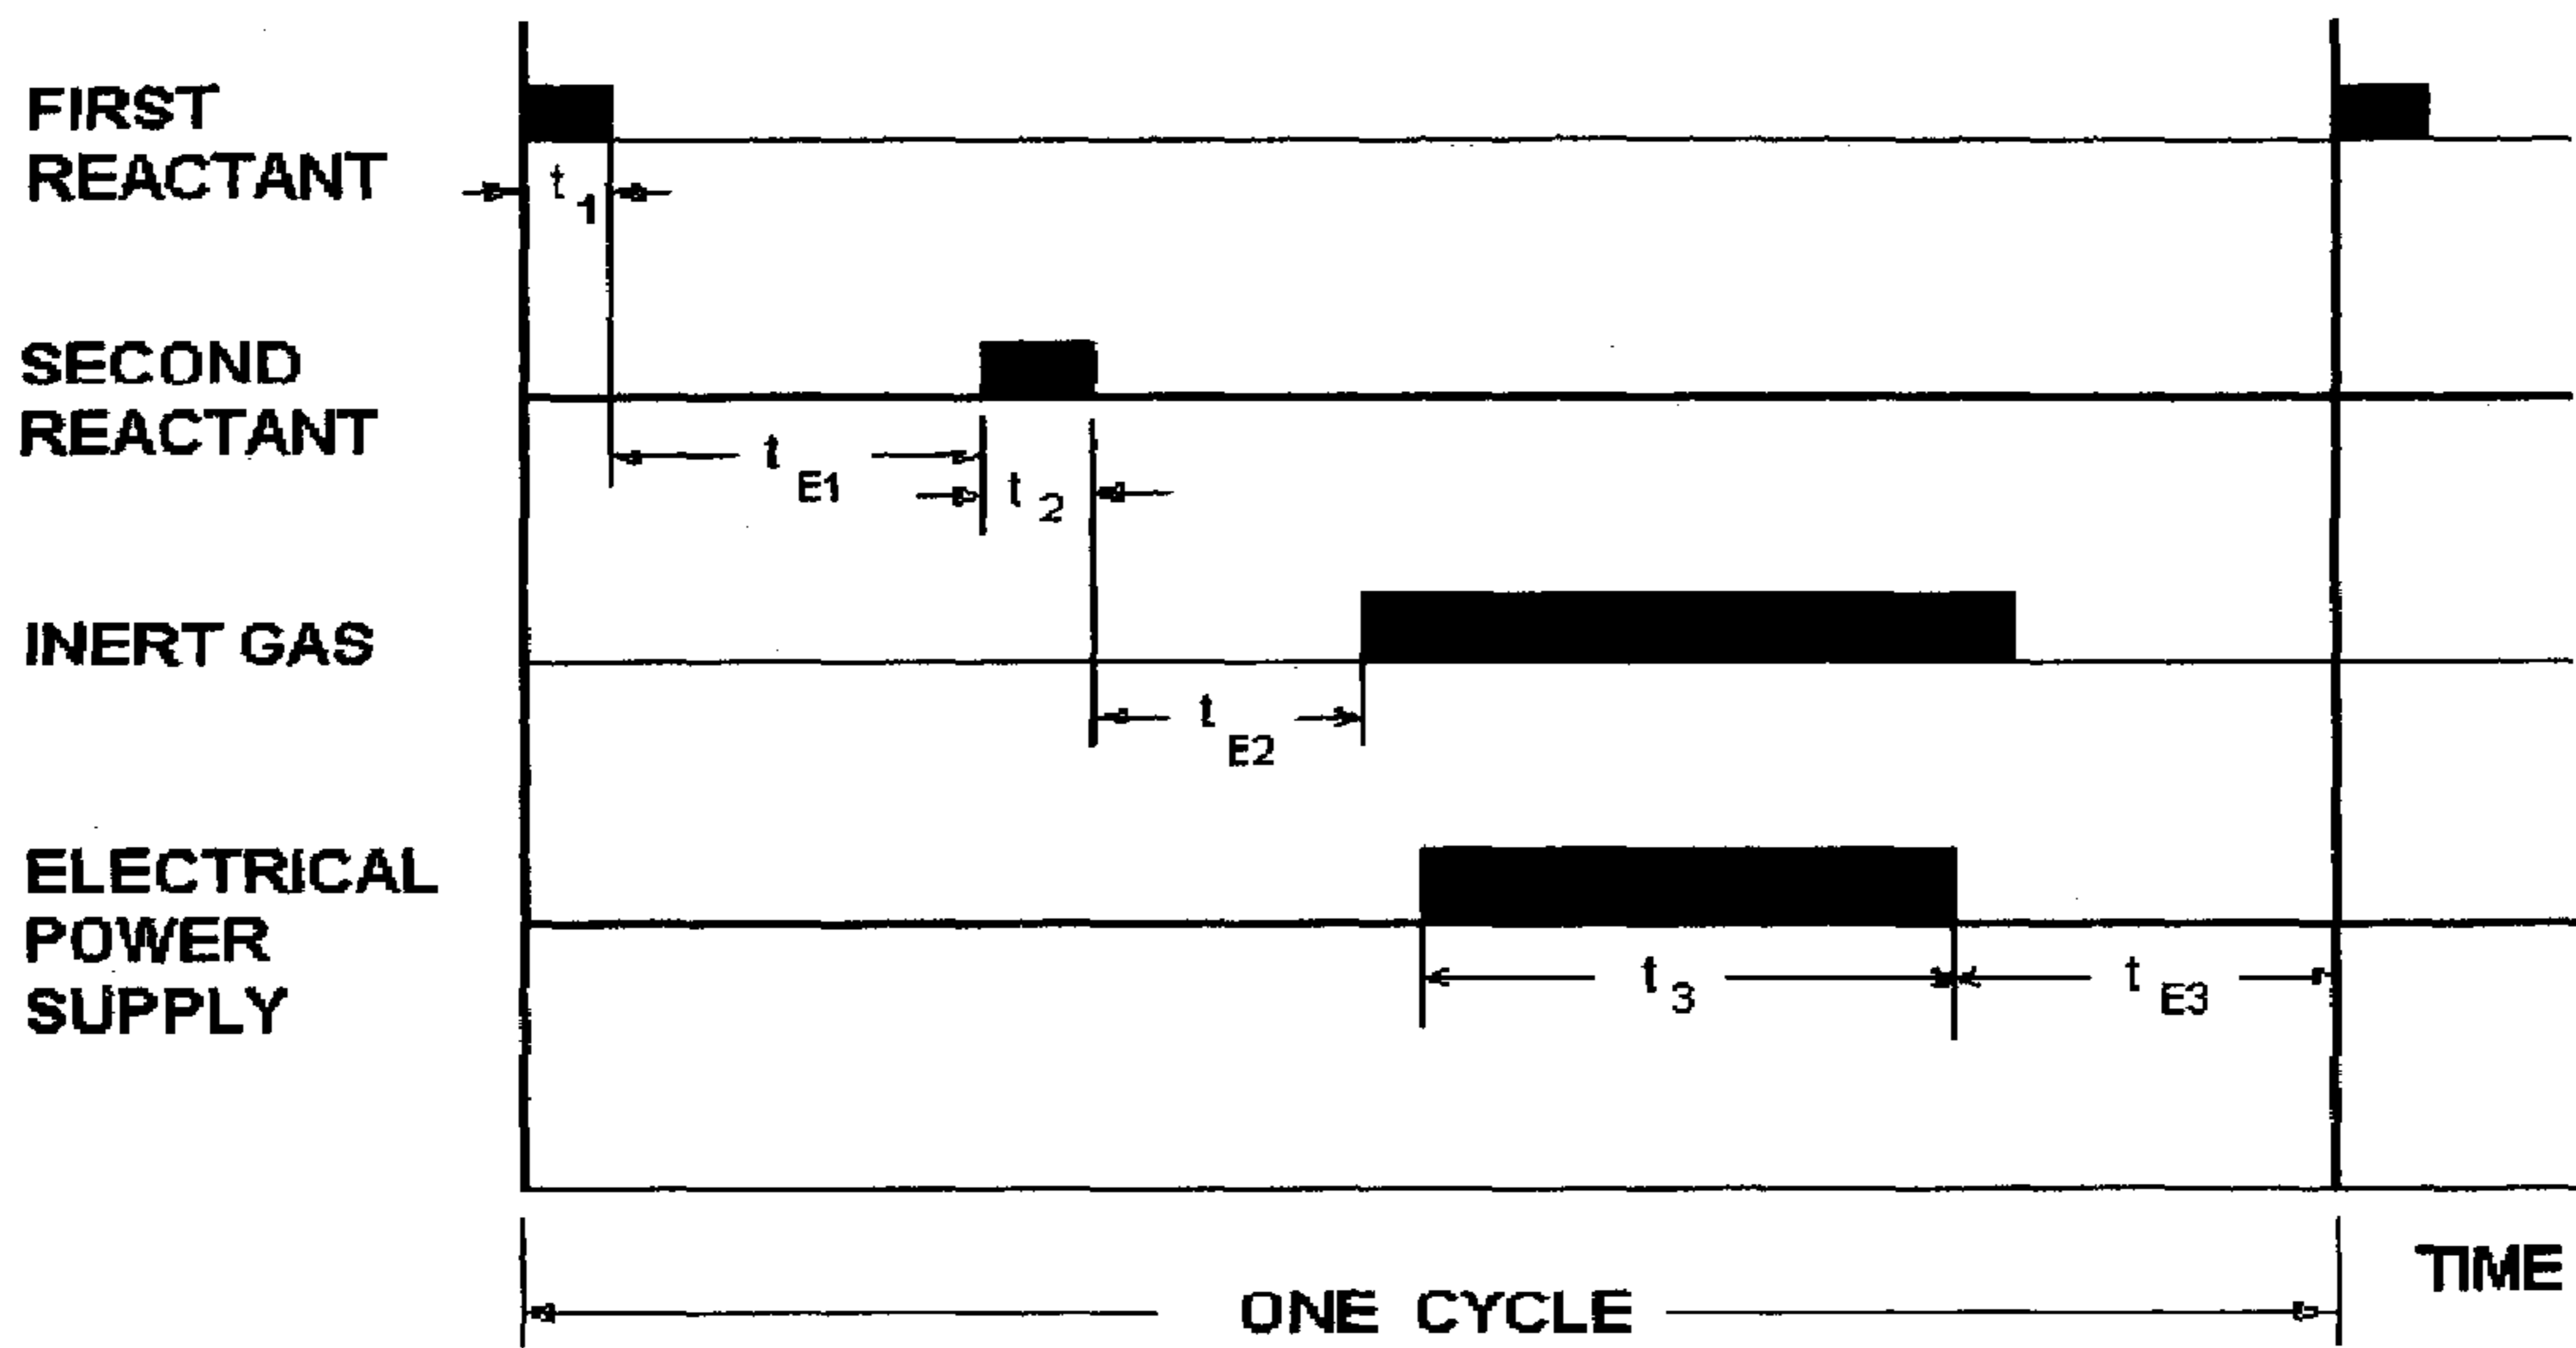 FIRST
REACTANT
t1
SECOND
REACTANT
tE1
t2
INERT GAS
tE2
ELECTRICAL
POWER
SUPPLY
t3
tE3
TIME
ONE CYCLE